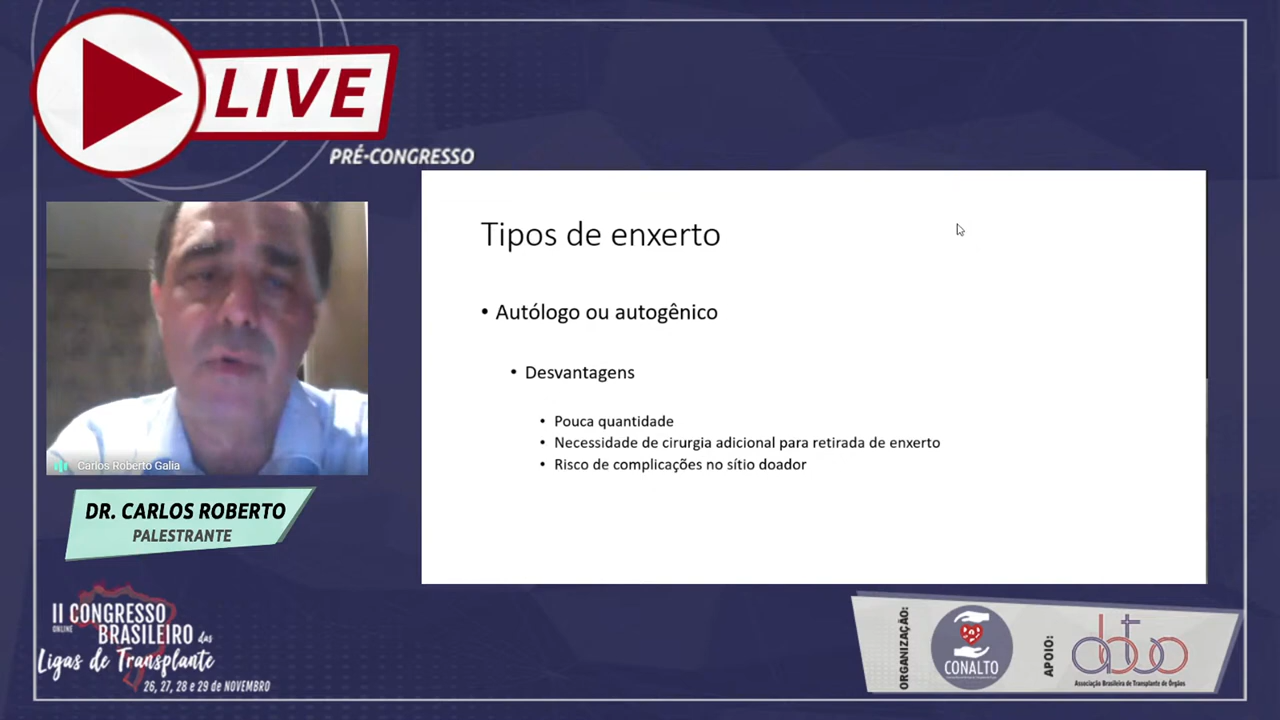 LIVE
PRÉ-CONGRESSO
Tipos de enxerto
• Autólogo ou autogênico
• Desvantagens
• Pouca quantidade
• Necessidade de cirurgia adicional para retirada de enxerto
• Risco de complicações no sítio doador
Carlos Roberto Galia
DR. CARLOS ROBERTO
PALESTRANTE
II CONGRESSO
ONLINE
BRASILEIRO das
Ligas de Transplante
26, 27, 28 e 29 de NOVEMBRO
ORGANIZAÇÃO:
CONALTO
APOIO:
abto
Associação Brasileira de Transplante de Órgãos